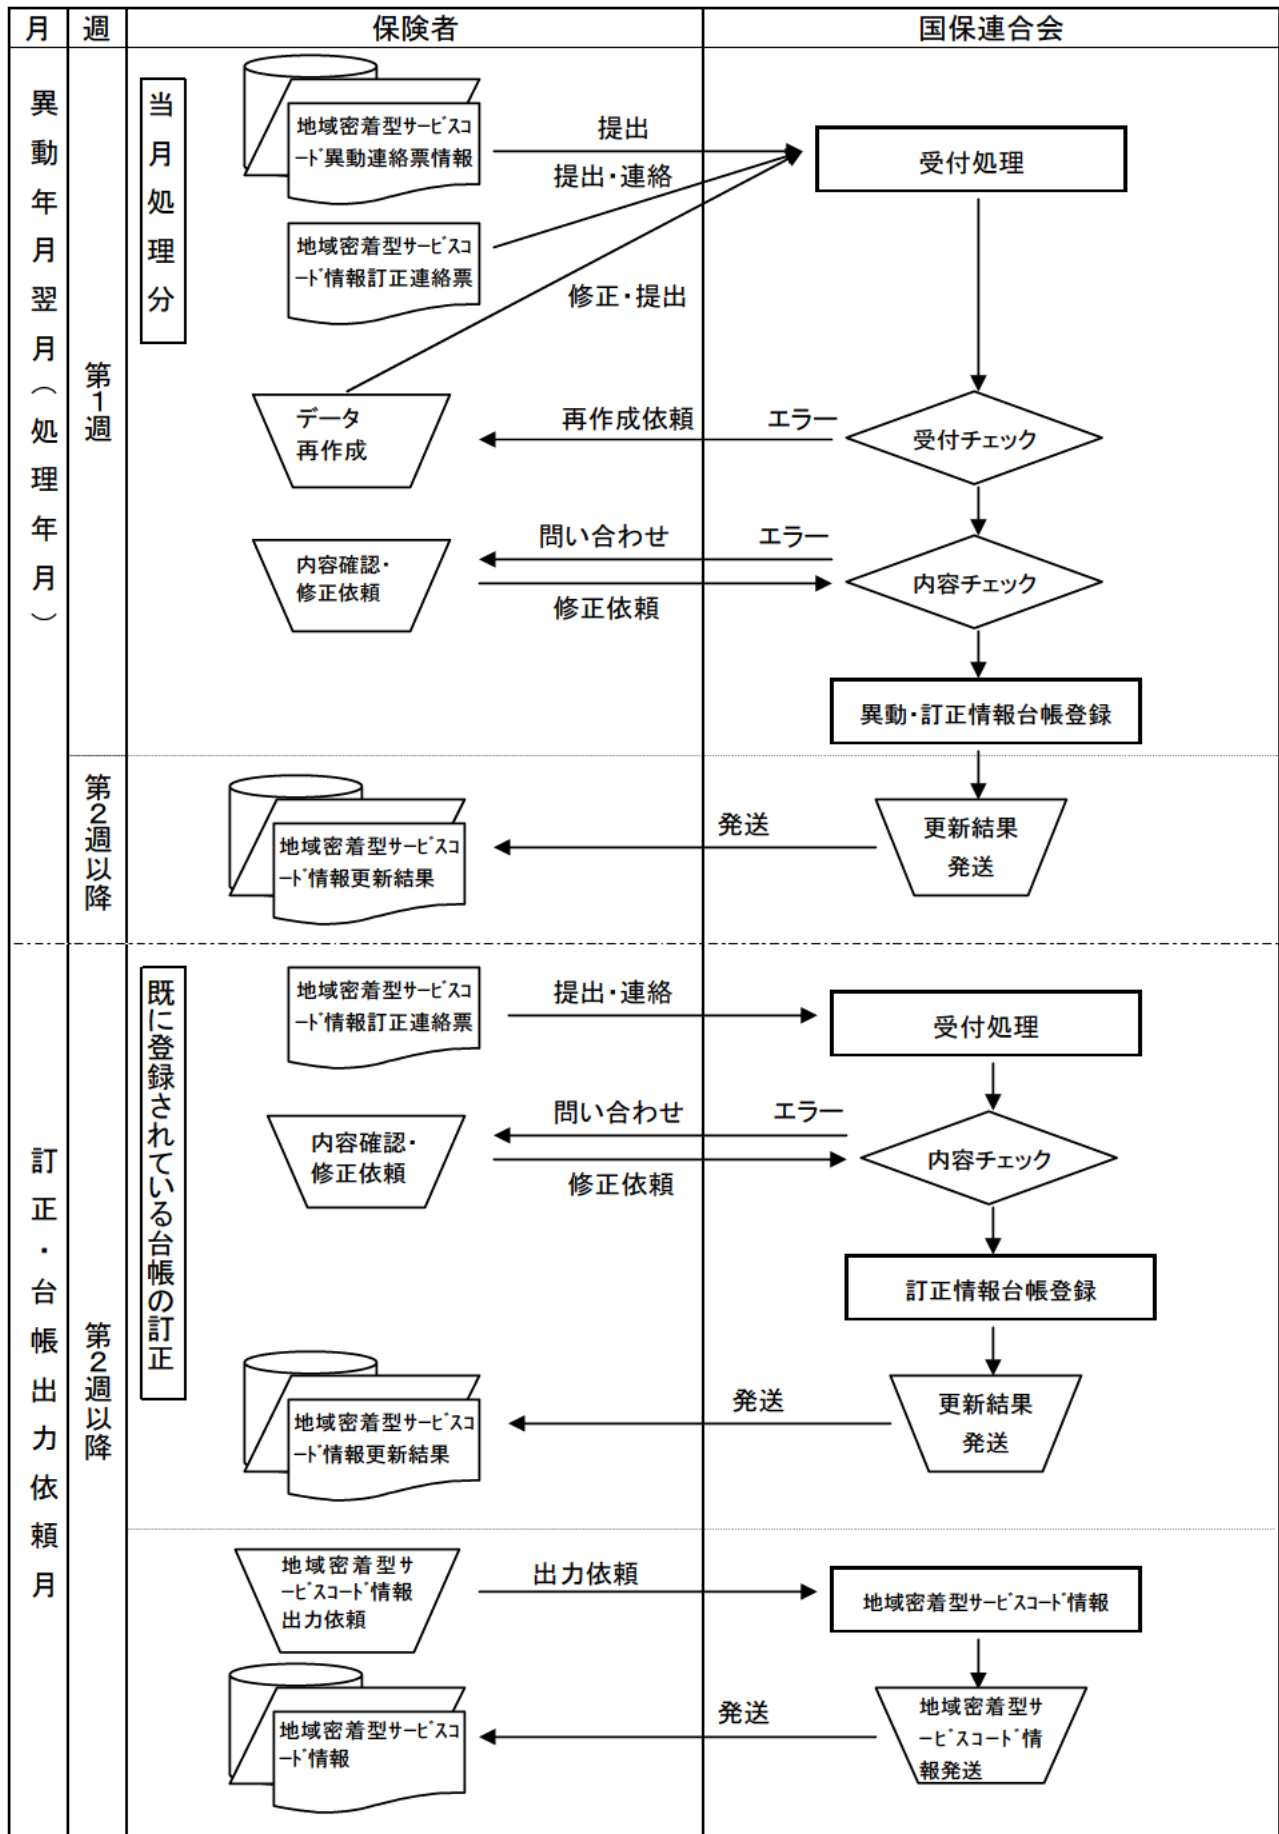 月
週
保険者
国保連合会
異動年月翌月（処理年月）
第1週
当月処理分
地域密着型サービスコ
ード異動連絡票情報
提出
受付処理
提出・連絡
地域密着型サービスコ
ード情報訂正連絡票
修正・提出
データ
再作成
再作成依頼
エラー
受付チェック
内容確認・
修正依頼
問い合わせ
エラー
修正依頼
内容チェック
異動・訂正情報台帳登録
第2週以降
地域密着型サービスコ
ード情報更新結果
発送
更新結果
発送
訂正・台帳出力依頼月
第2週以降
既に登録されている台帳の訂正
地域密着型サービスコ
ード情報訂正連絡票
提出・連絡
受付処理
内容確認・
修正依頼
問い合わせ
エラー
修正依頼
内容チェック
訂正情報台帳登録
地域密着型サービスコ
ード情報更新結果
発送
更新結果
発送
地域密着型サ
ービスコード情報
出力依頼
出力依頼
地域密着型サービスコード情報
地域密着型サービスコ
ード情報
発送
地域密着型サ
ービスコード情
報発送